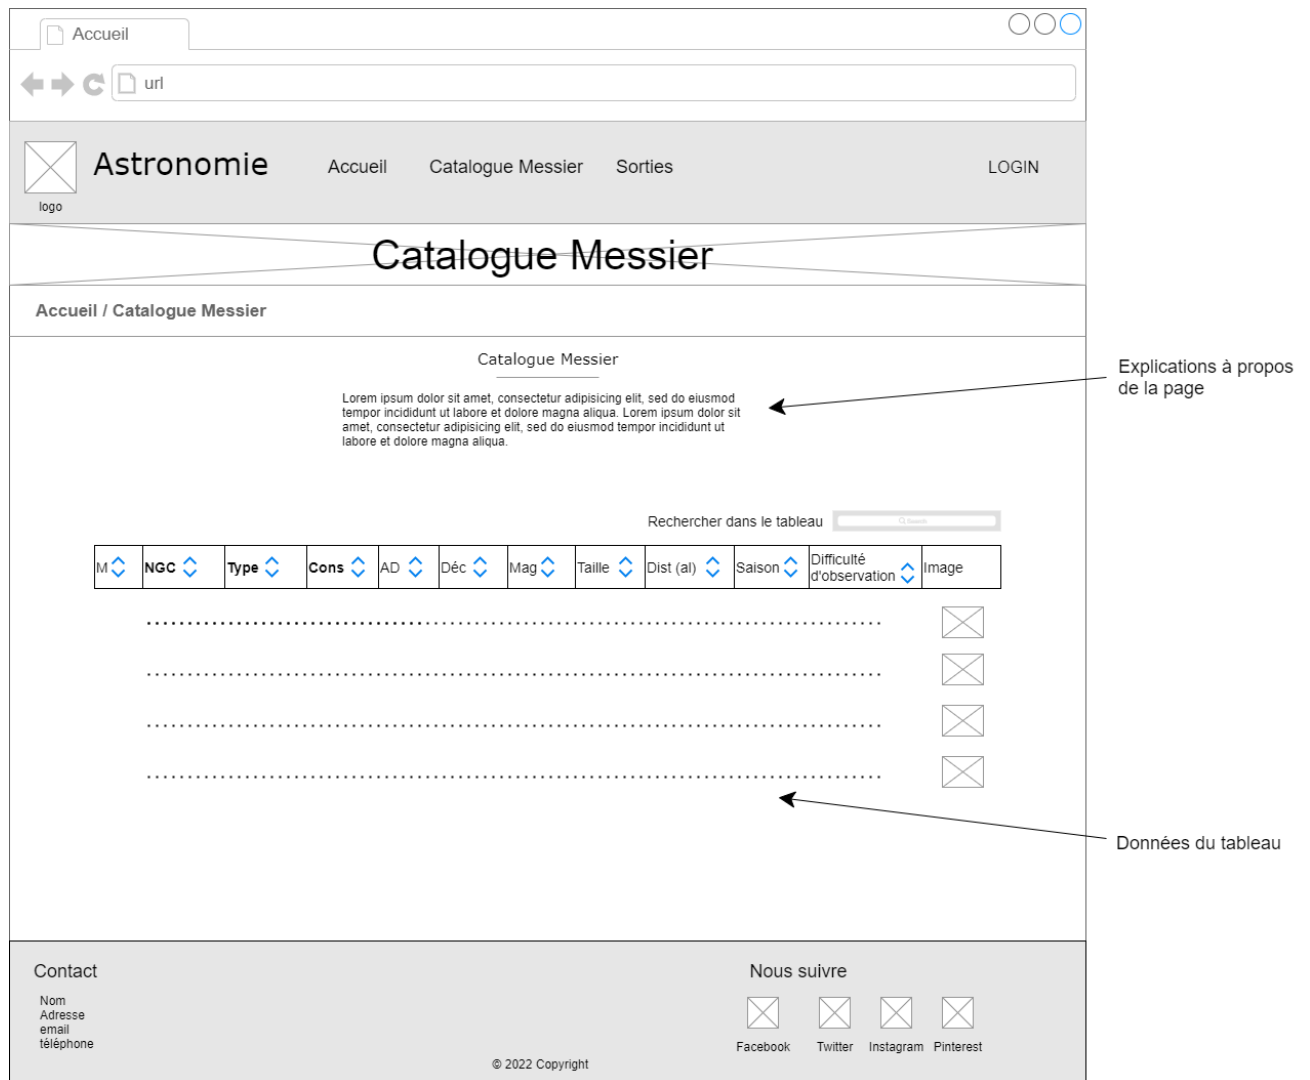 Accueil
url
logo
Astronomie
Accueil
Catalogue Messier
Sorties
LOGIN
Catalogue Messier
Accueil / Catalogue Messier
Catalogue Messier
Lorem ipsum dolor sit amet, consectetur adipisicing elit, sed do eiusmod
tempor incididunt ut labore et dolore magna aliqua. Lorem ipsum dolor sit
amet, consectetur adipisicing elit, sed do eiusmod tempor incididunt ut
labore et dolore magna aliqua.
Explications à propos
de la page
Rechercher dans le tableau
Search
M
NGC
Type
Cons
AD
Déc
Mag
Taille
Dist (al)
Saison
Difficulté
d'observation
Image
Données du tableau
Contact
Nom
Adresse
email
téléphone
Nous suivre
Facebook
Twitter
Instagram
Pinterest
© 2022 Copyright